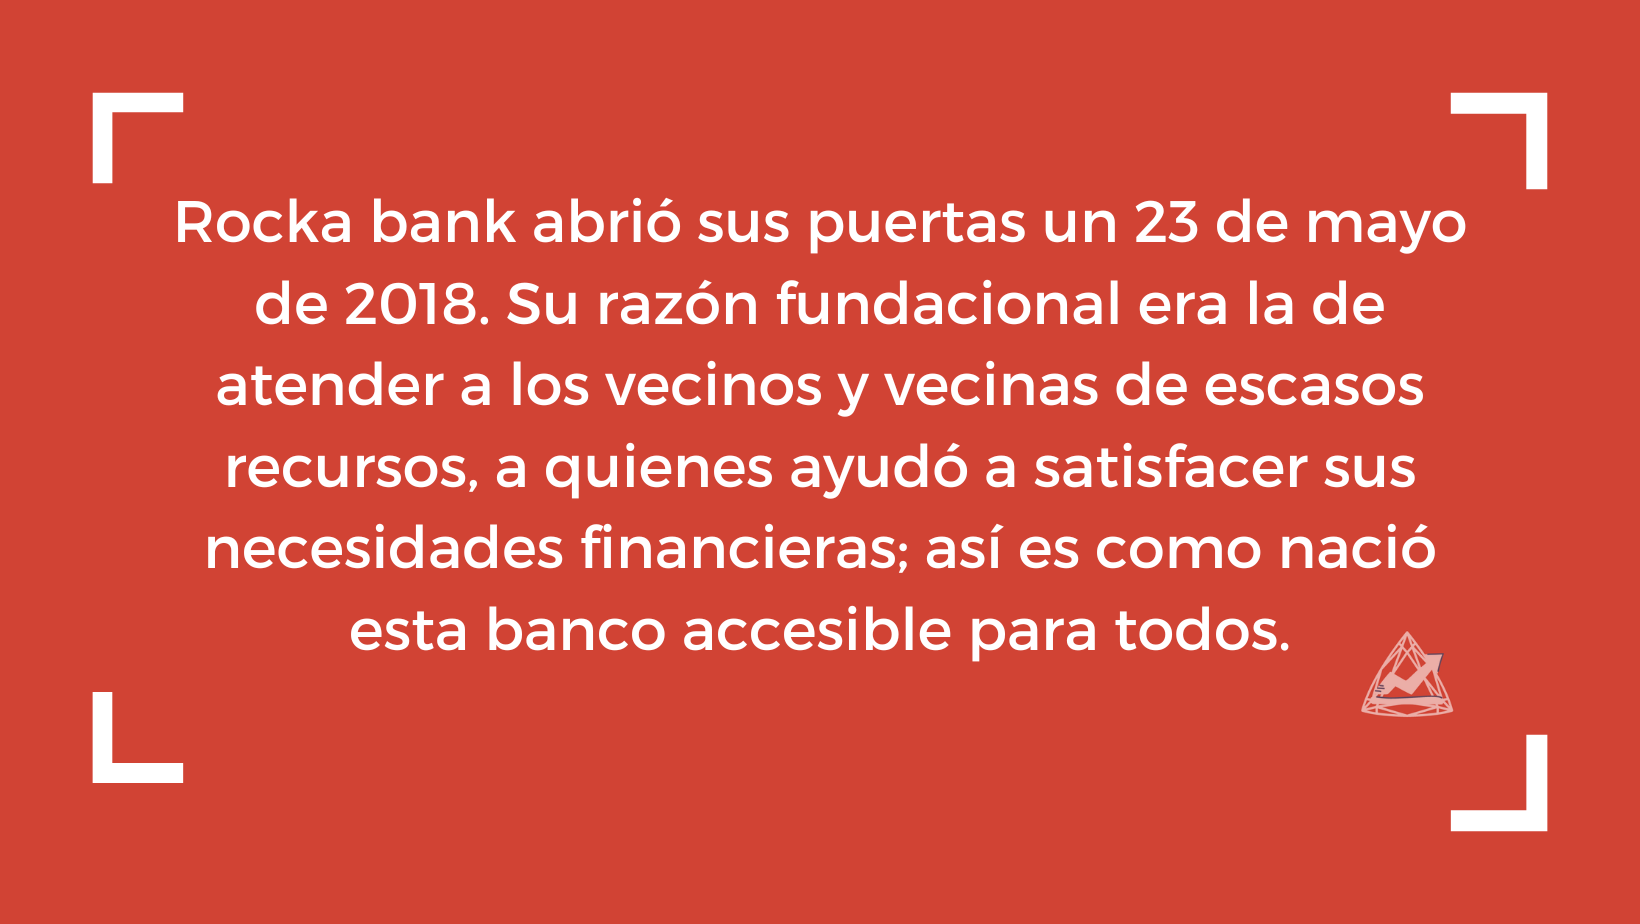 Rocka bank abrió sus puertas un 23 de mayo
de 2018. Su razón fundacional era la de
atender a los vecinos y vecinas de escasos
recursos, a quienes ayudó a satisfacer sus
necesidades financieras; así es como nació
esta banco accesible para todos.